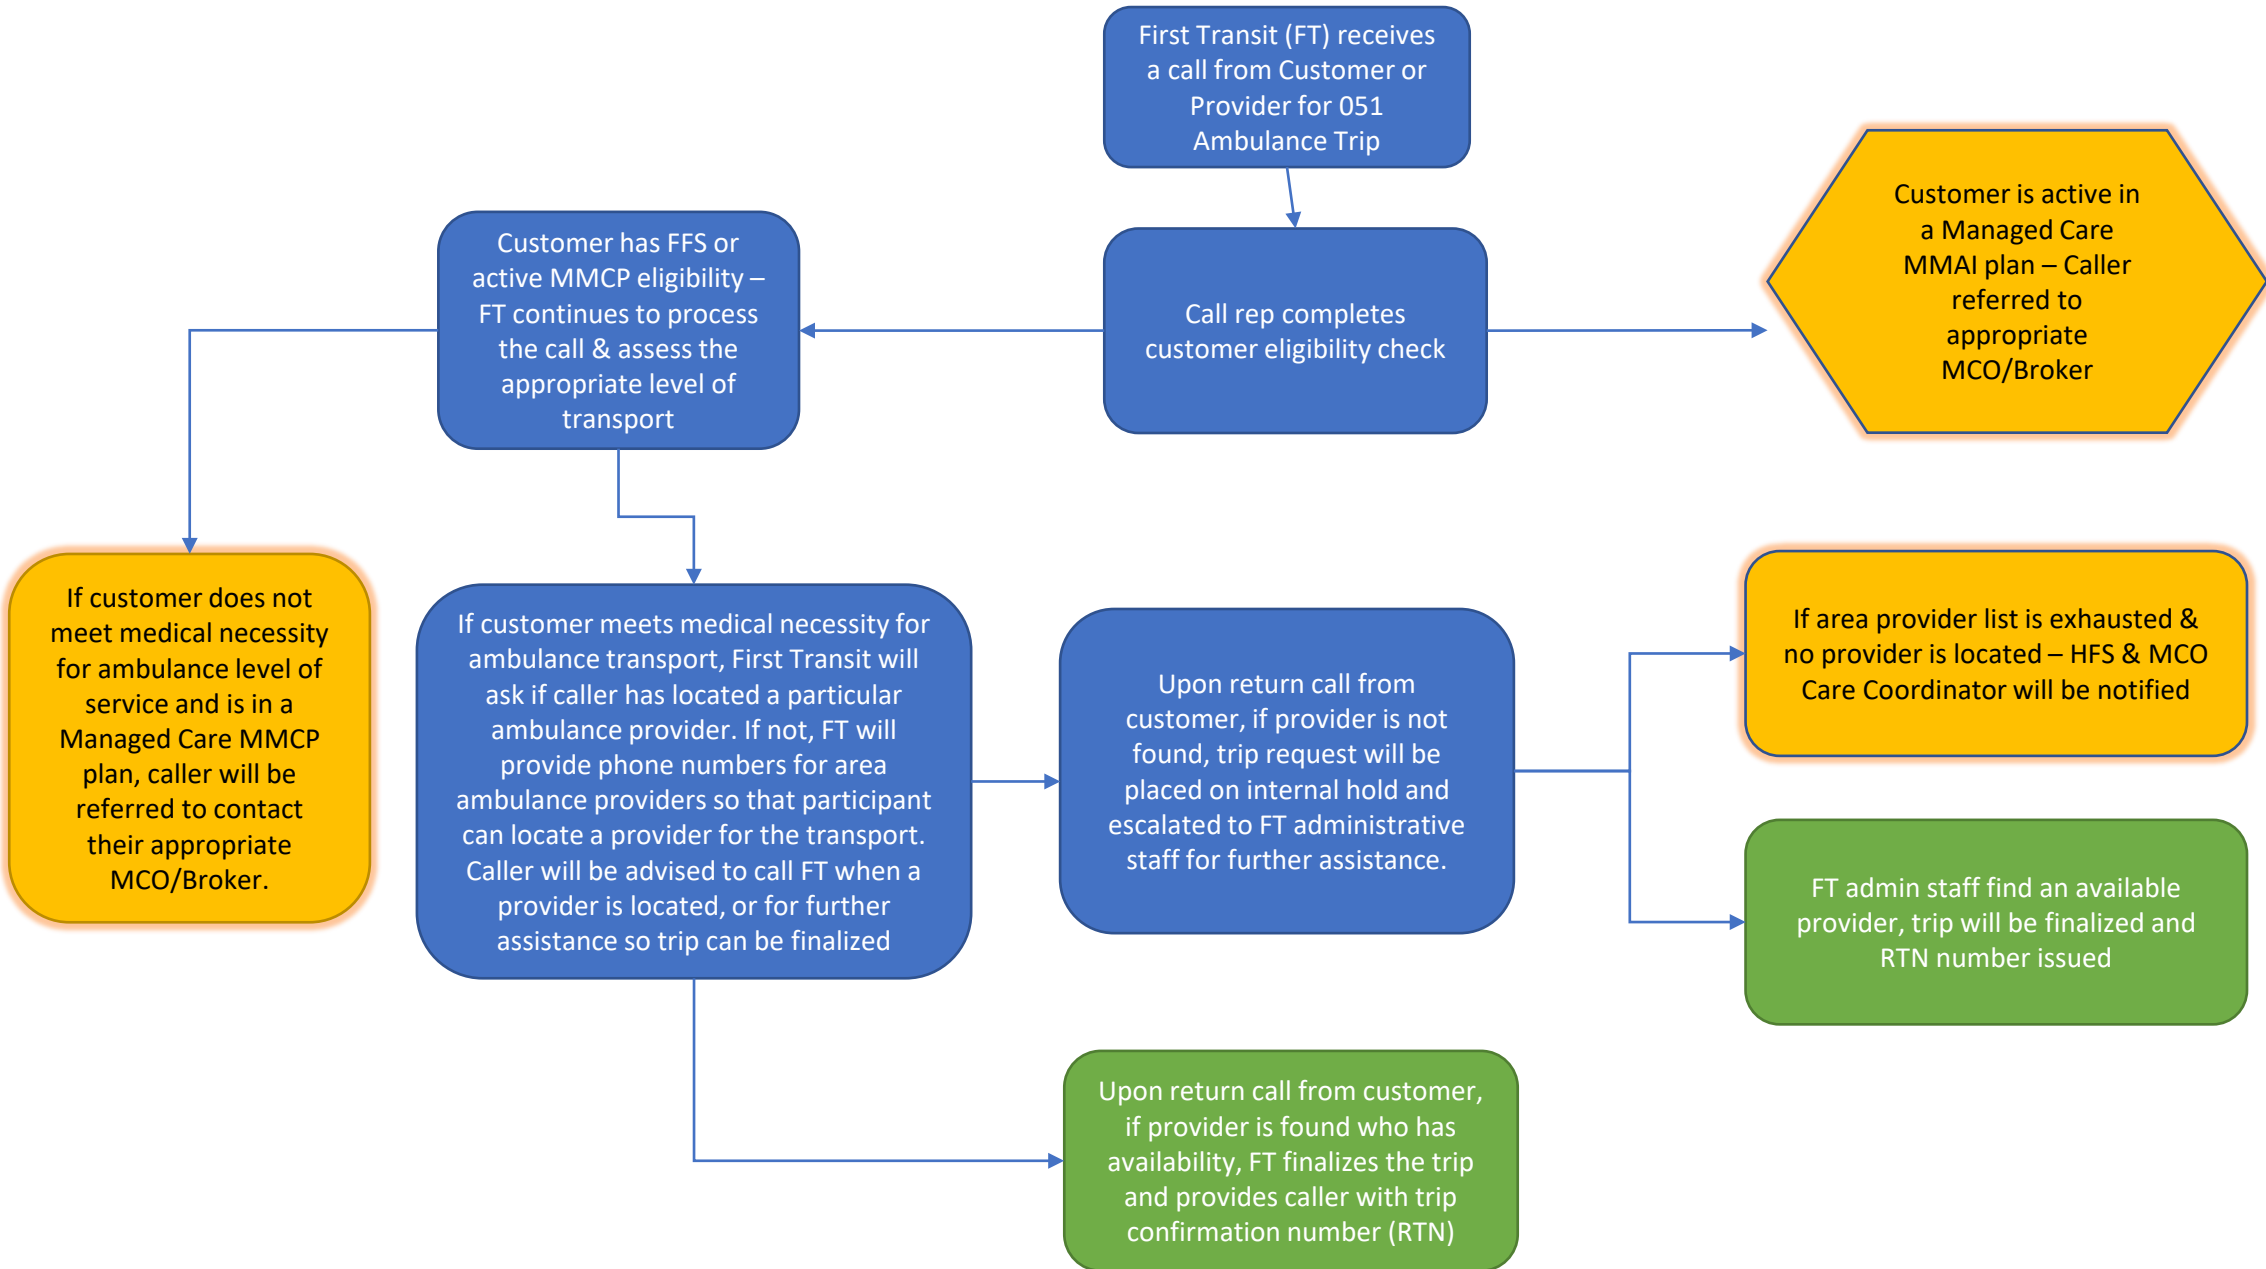 First Transit (FT) receives
a call from Customer or
Provider for 051
Ambulance Trip
Customer is active in
a Managed Care
MMAI plan – Caller
referred to
appropriate
MCO/Broker
Customer has FFS or
active MMCP eligibility –
FT continues to process
the call & assess the
appropriate level of
transport
Call rep completes
customer eligibility check
If customer does not
meet medical necessity
for ambulance level of
service and is in a
Managed Care MMCP
plan, caller will be
referred to contact
their appropriate
MCO/Broker.
If customer meets medical necessity for
ambulance transport, First Transit will
ask if caller has located a particular
ambulance provider. If not, FT will
provide phone numbers for area
ambulance providers so that participant
can locate a provider for the transport.
Caller will be advised to call FT when a
provider is located, or for further
assistance so trip can be finalized
Upon return call from
customer, if provider is not
found, trip request will be
placed on internal hold and
escalated to FT administrative
staff for further assistance.
If area provider list is exhausted &
no provider is located – HFS & MCO
Care Coordinator will be notified
FT admin staff find an available
provider, trip will be finalized and
RTN number issued
Upon return call from customer,
if provider is found who has
availability, FT finalizes the trip
and provides caller with trip
confirmation number (RTN)